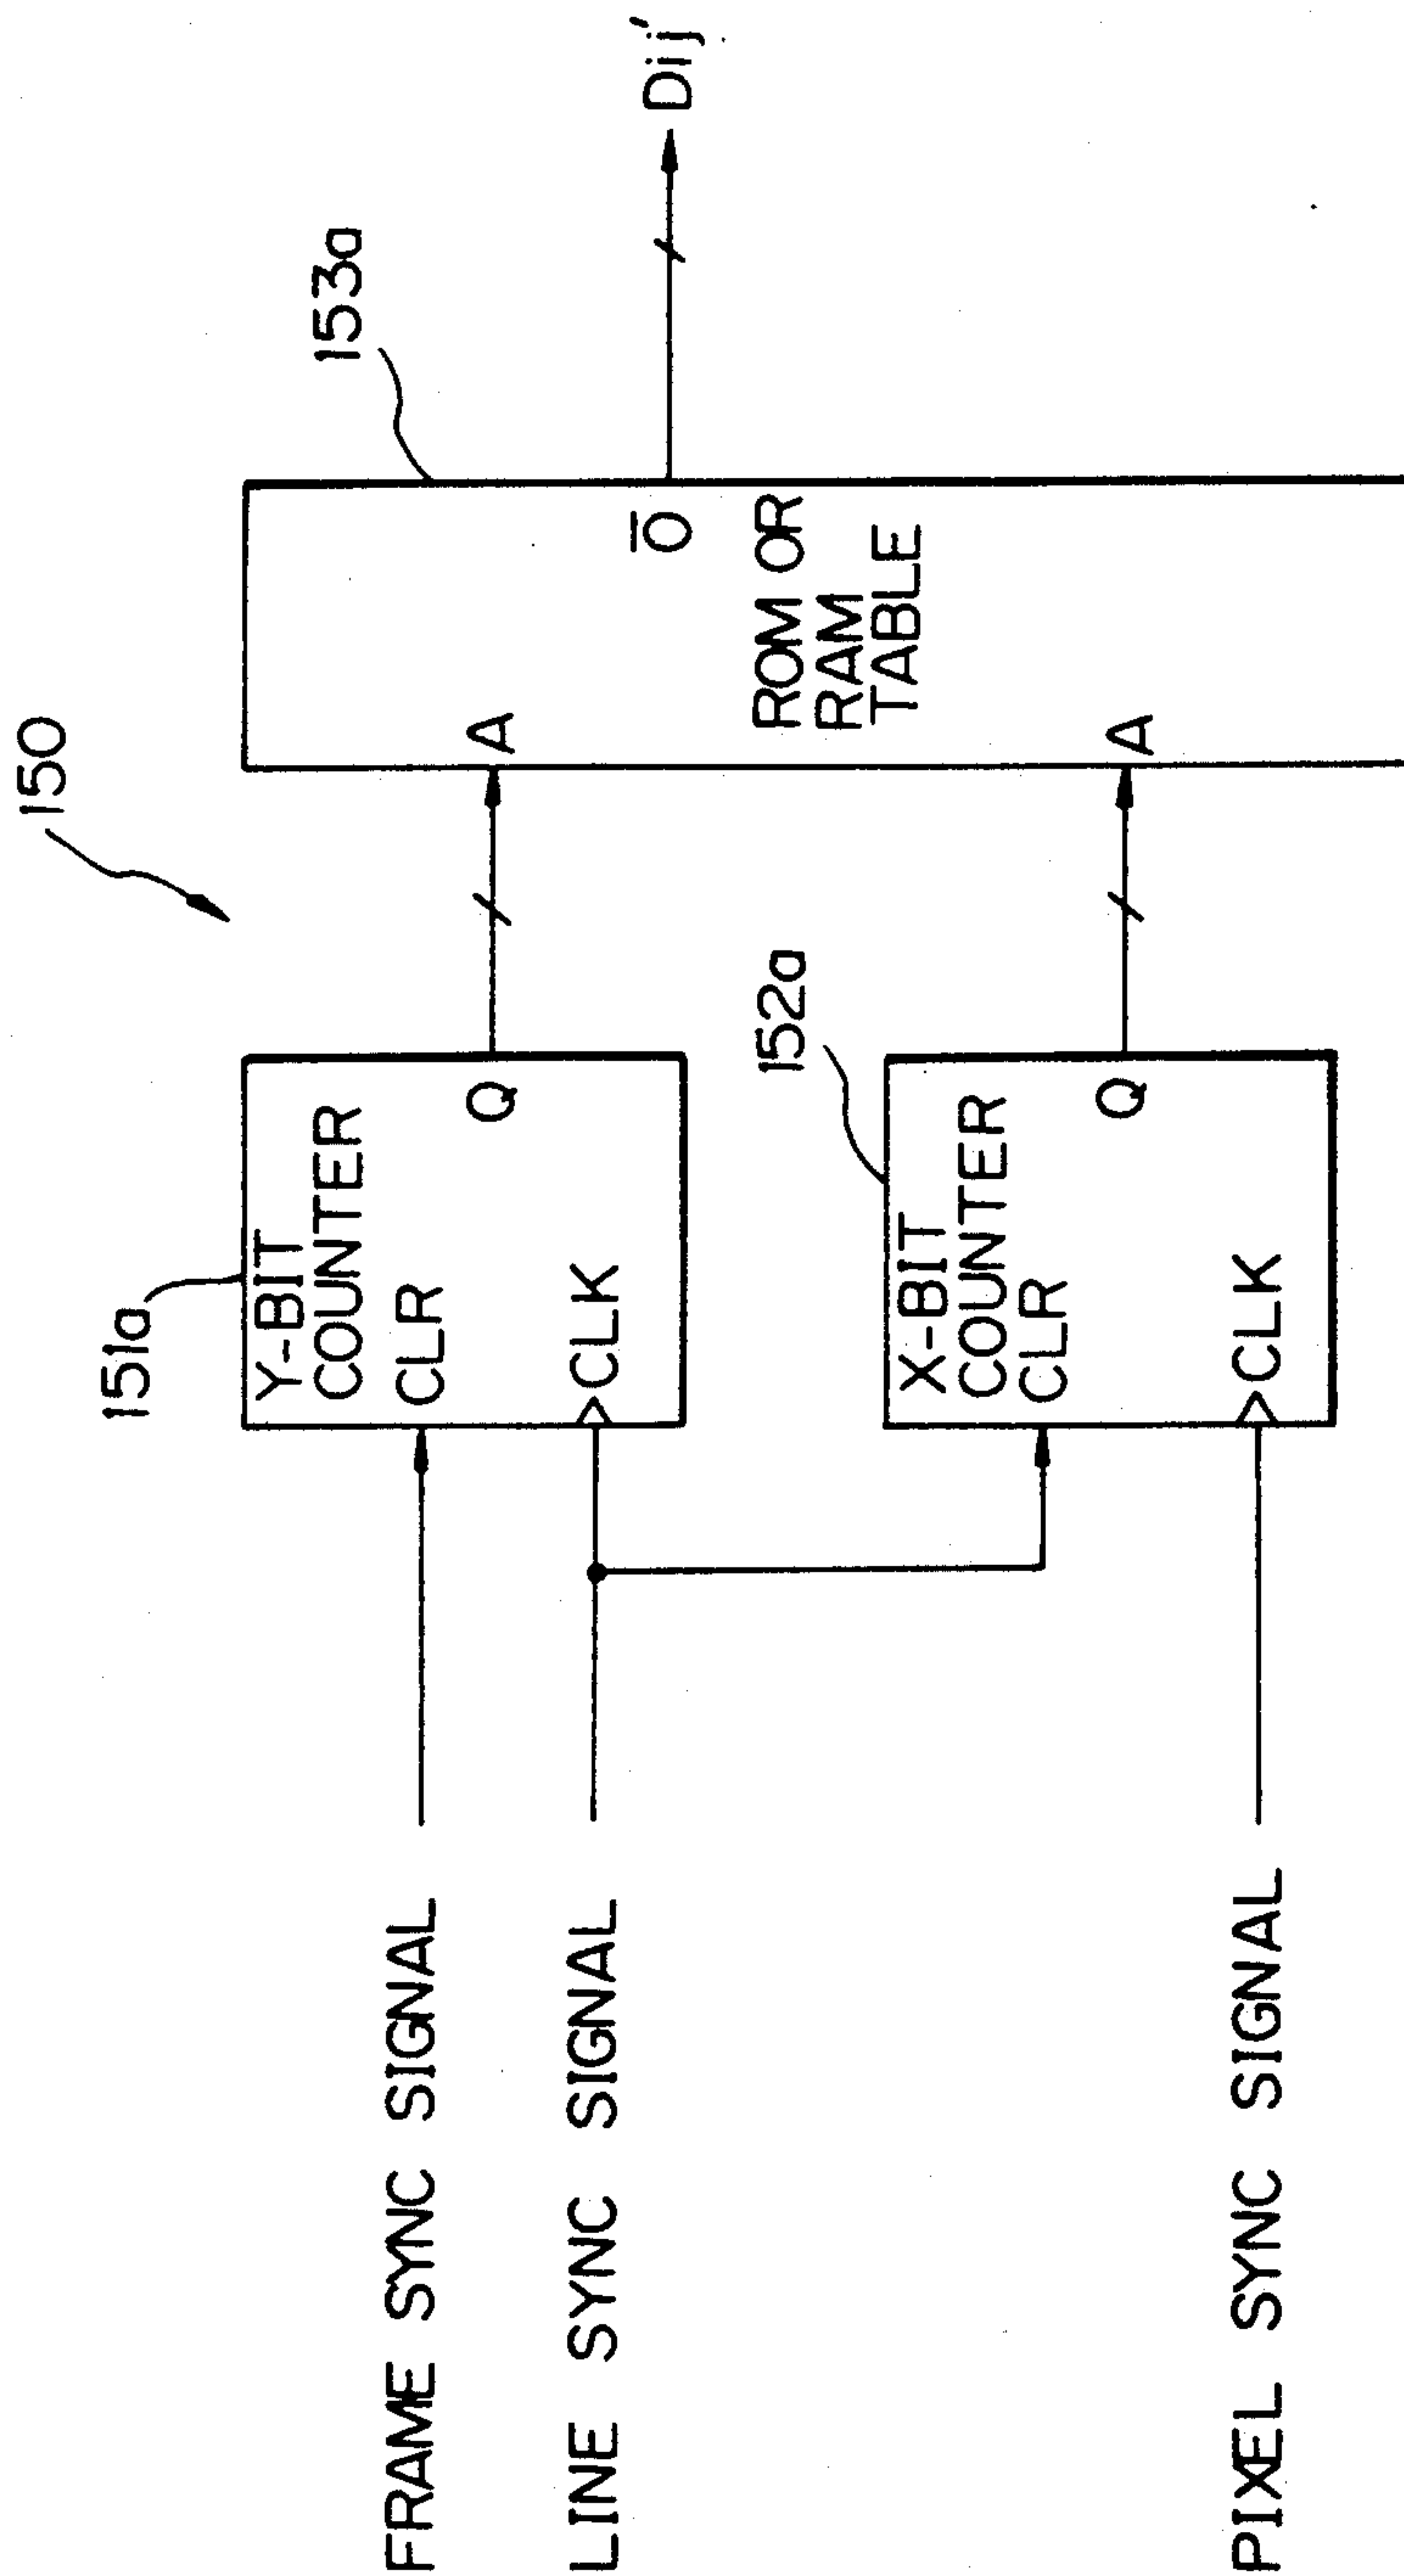 150
151a
Y-BIT
COUNTER
CLR
CLK
Q
152a
X-BIT
COUNTER
CLR
CLK
Q
153a
A
A
O̅
ROM OR
RAM
TABLE
Dij'
FRAME SYNC SIGNAL
LINE SYNC SIGNAL
PIXEL SYNC SIGNAL